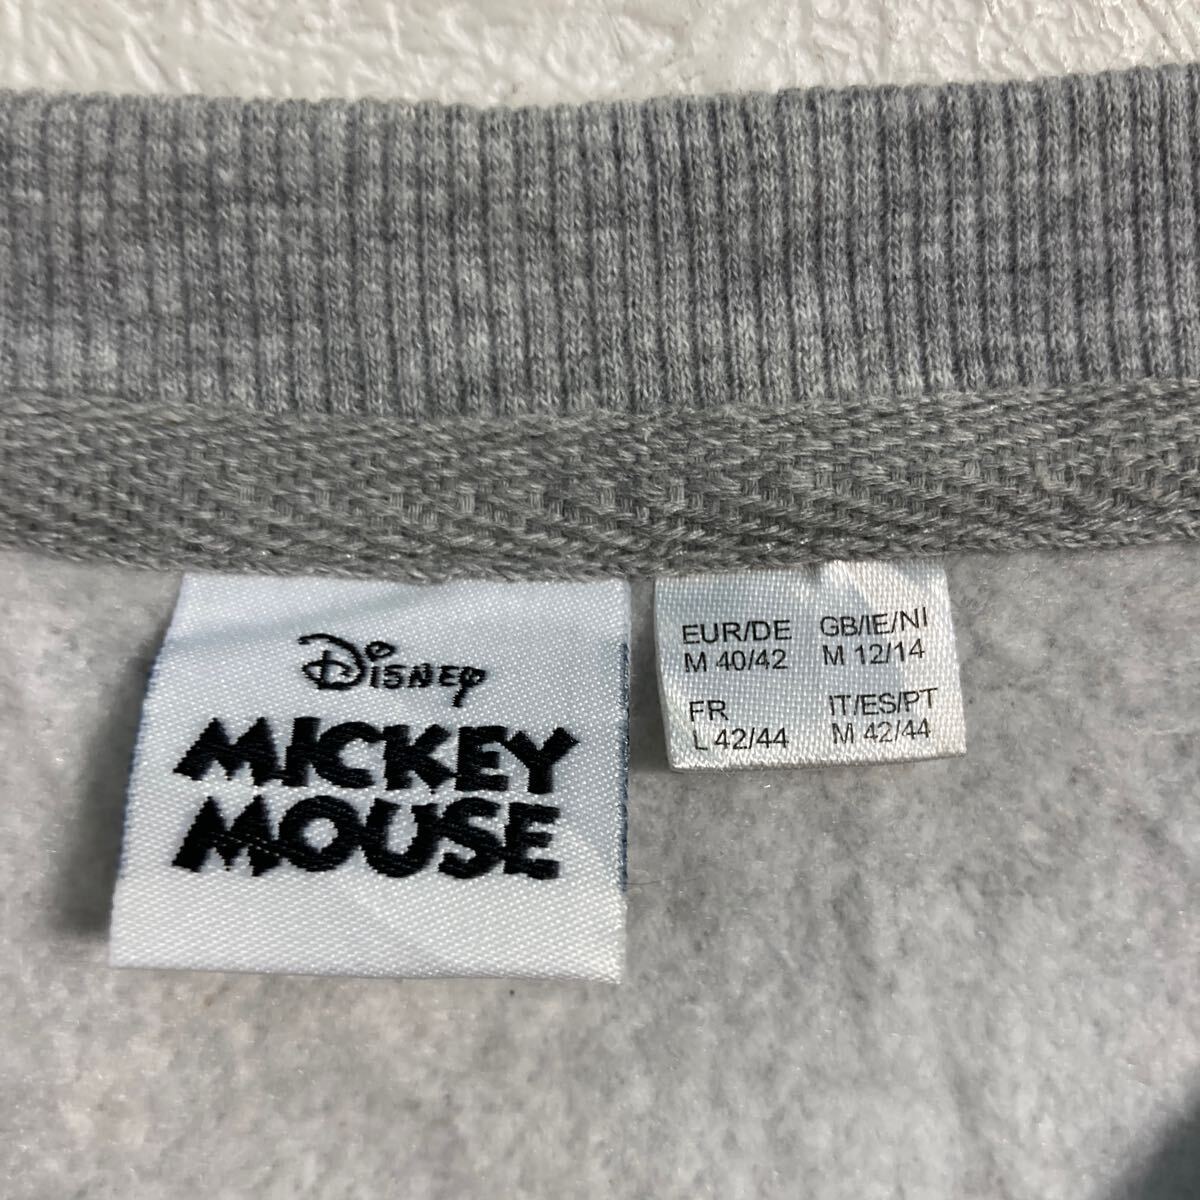 Disney
MICKEY
MOUSE
EUR/DE GB/IE/NI
M 40/42 M 12/14
FR IT/ES/PT
L 42/44 M 42/44